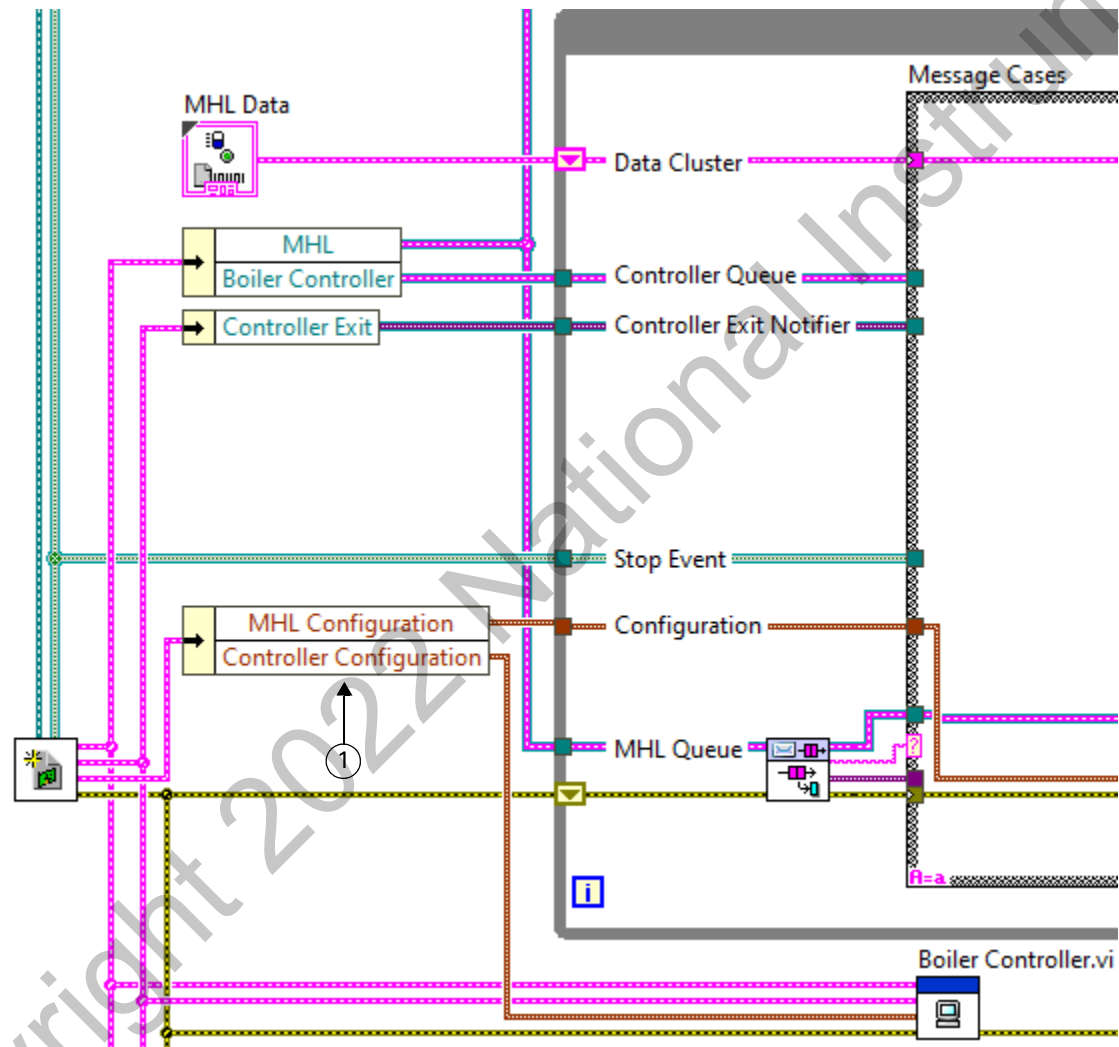 Message Cases
MHL Data
Data Cluster
MHL
Boiler Controller
Controller Queue
Controller Exit
Controller Exit Notifier
Stop Event
MHL Configuration
Controller Configuration
Configuration
1
MHL Queue
?
i
A=a
Boiler Controller.vi
yright 2022 National Instrum